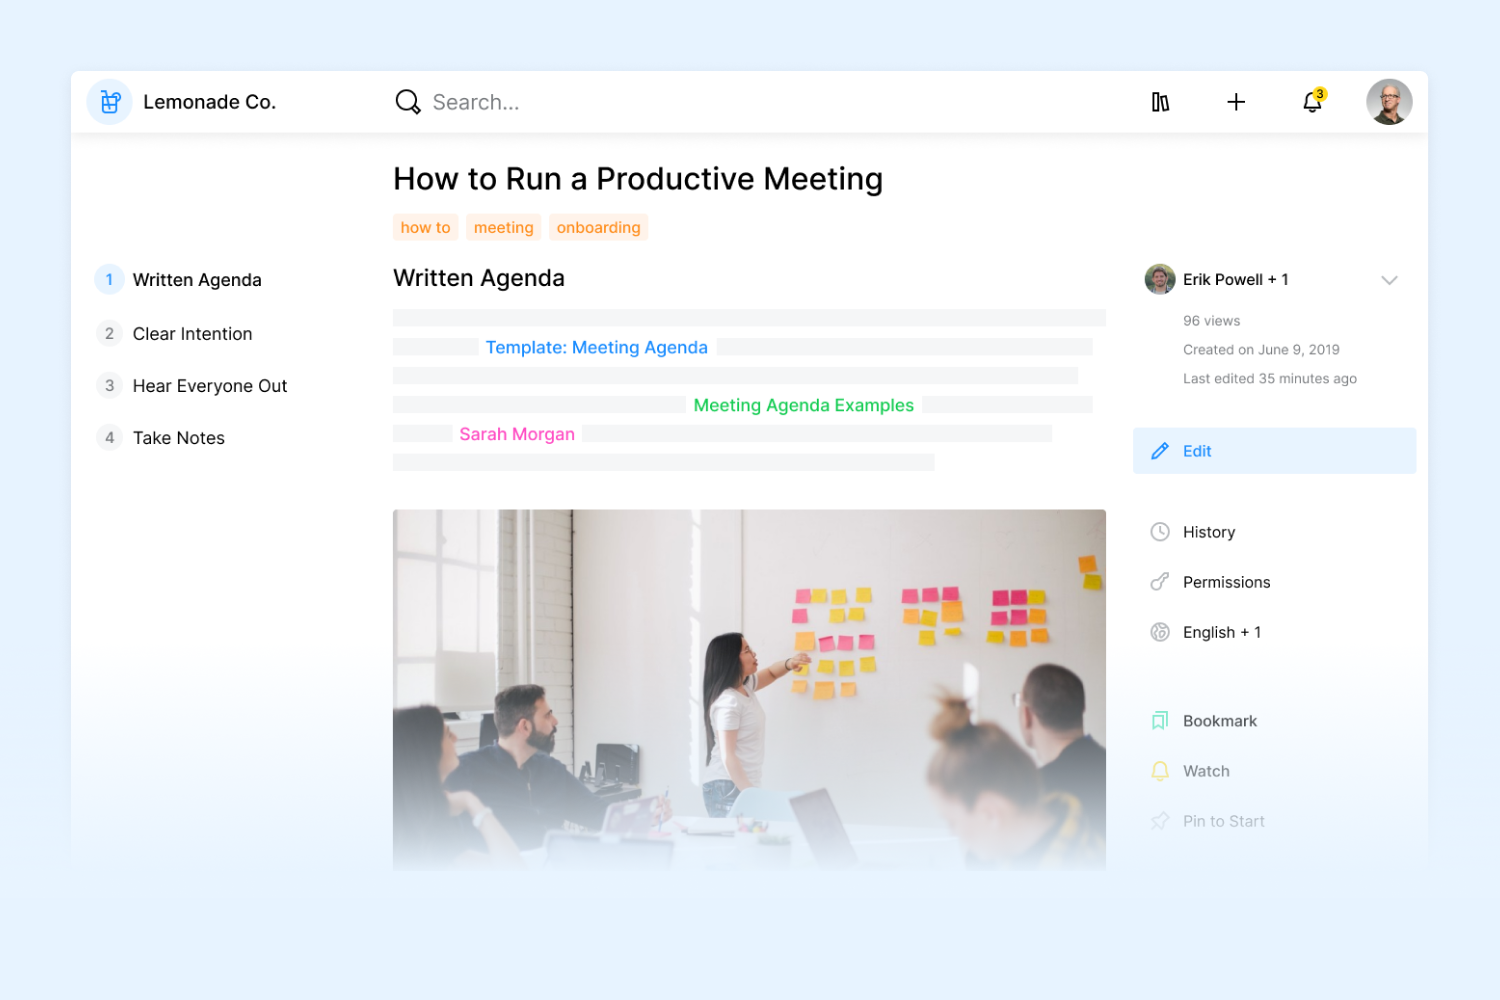 Lemonade Co.
Search...
3
How to Run a Productive Meeting
how to meeting onboarding
1 Written Agenda
2 Clear Intention
3 Hear Everyone Out
4 Take Notes
Written Agenda
Template: Meeting Agenda
Meeting Agenda Examples
Sarah Morgan
Erik Powell + 1
96 views
Created on June 9, 2019
Last edited 35 minutes ago
Edit
History
Permissions
English + 1
Bookmark
Watch
Pin to Start